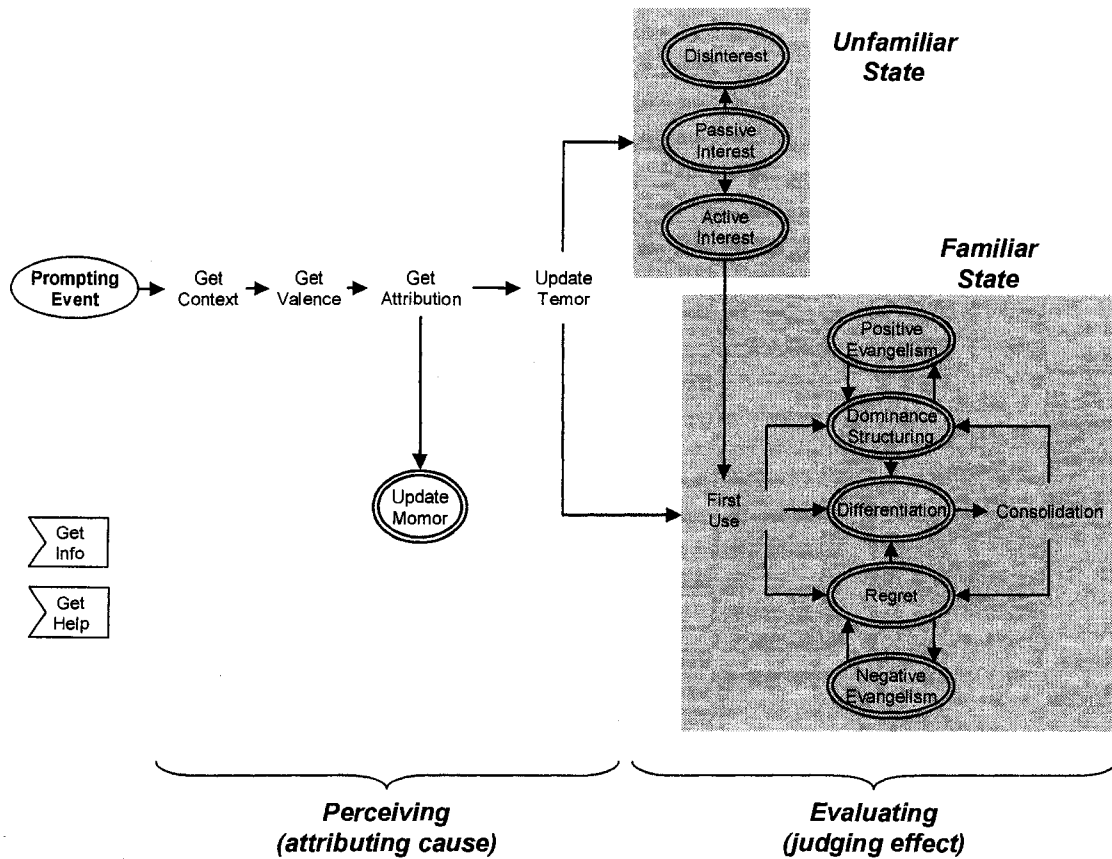 Unfamiliar
State
Disinterest
Passive
Interest
Active
Interest
Familiar
State
Prompting
Event
Get
Context
Get
Valence
Get
Attribution
Update
Temor
Update
Momor
Get
Info
Get
Help
Positive
Evangelism
Dominance
Structuring
First
Use
Differentiation
Consolidation
Regret
Negative
Evangelism
Perceiving
(attributing cause)
Evaluating
(judging effect)